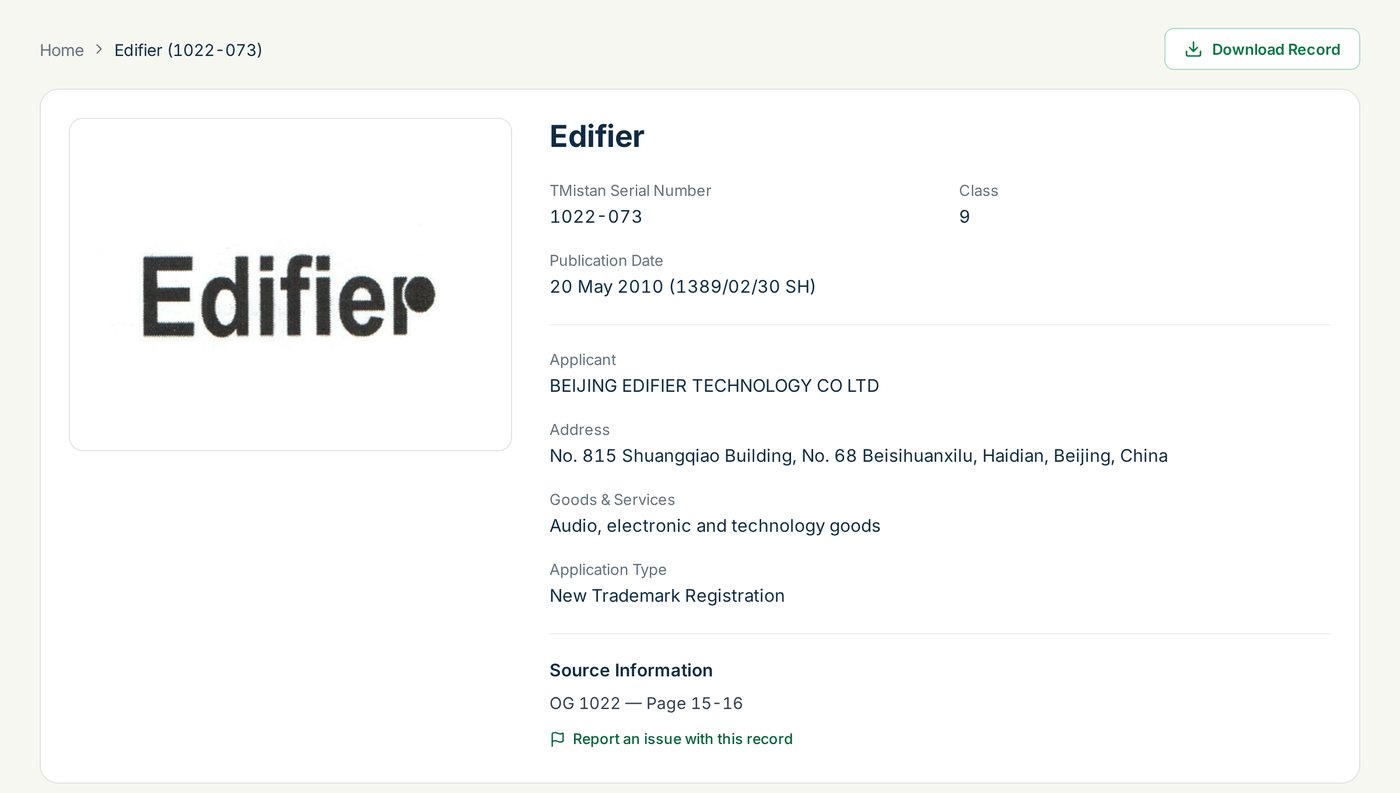 Home > Edifier (1022-073)
Download Record
Edifier
Edifier
TMistan Serial Number
1022-073
Class
9
Publication Date
20 May 2010 (1389/02/30 SH)
Applicant
BEIJING EDIFIER TECHNOLOGY CO LTD
Address
No. 815 Shuangqiao Building, No. 68 Beisihuanxilu, Haidian, Beijing, China
Goods & Services
Audio, electronic and technology goods
Application Type
New Trademark Registration
Source Information
OG 1022 — Page 15-16
Report an issue with this record